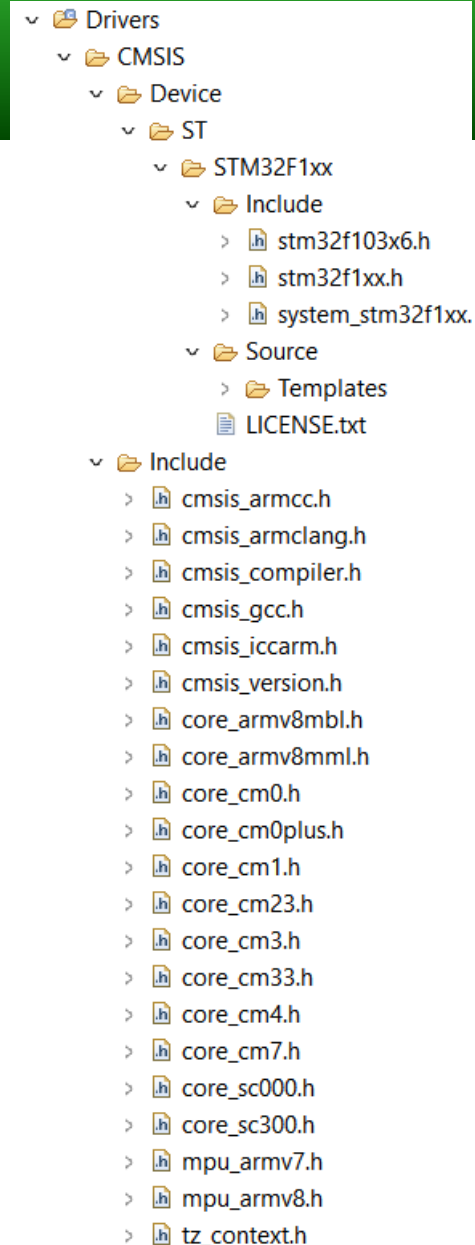 Drivers
CMSIS
Device
ST
STM32F1xx
Include
stm32f103x6.h
stm32f1xx.h
system_stm32f1xx.
Source
Templates
LICENSE.txt
Include
cmsis_armcc.h
cmsis_armclang.h
cmsis_compiler.h
cmsis_gcc.h
cmsis_iccarm.h
cmsis_version.h
core_armv8mbl.h
core_armv8mml.h
core_cm0.h
core_cm0plus.h
core_cm1.h
core_cm23.h
core_cm3.h
core_cm33.h
core_cm4.h
core_cm7.h
core_sc000.h
core_sc300.h
mpu_armv7.h
mpu_armv8.h
tz_context.h